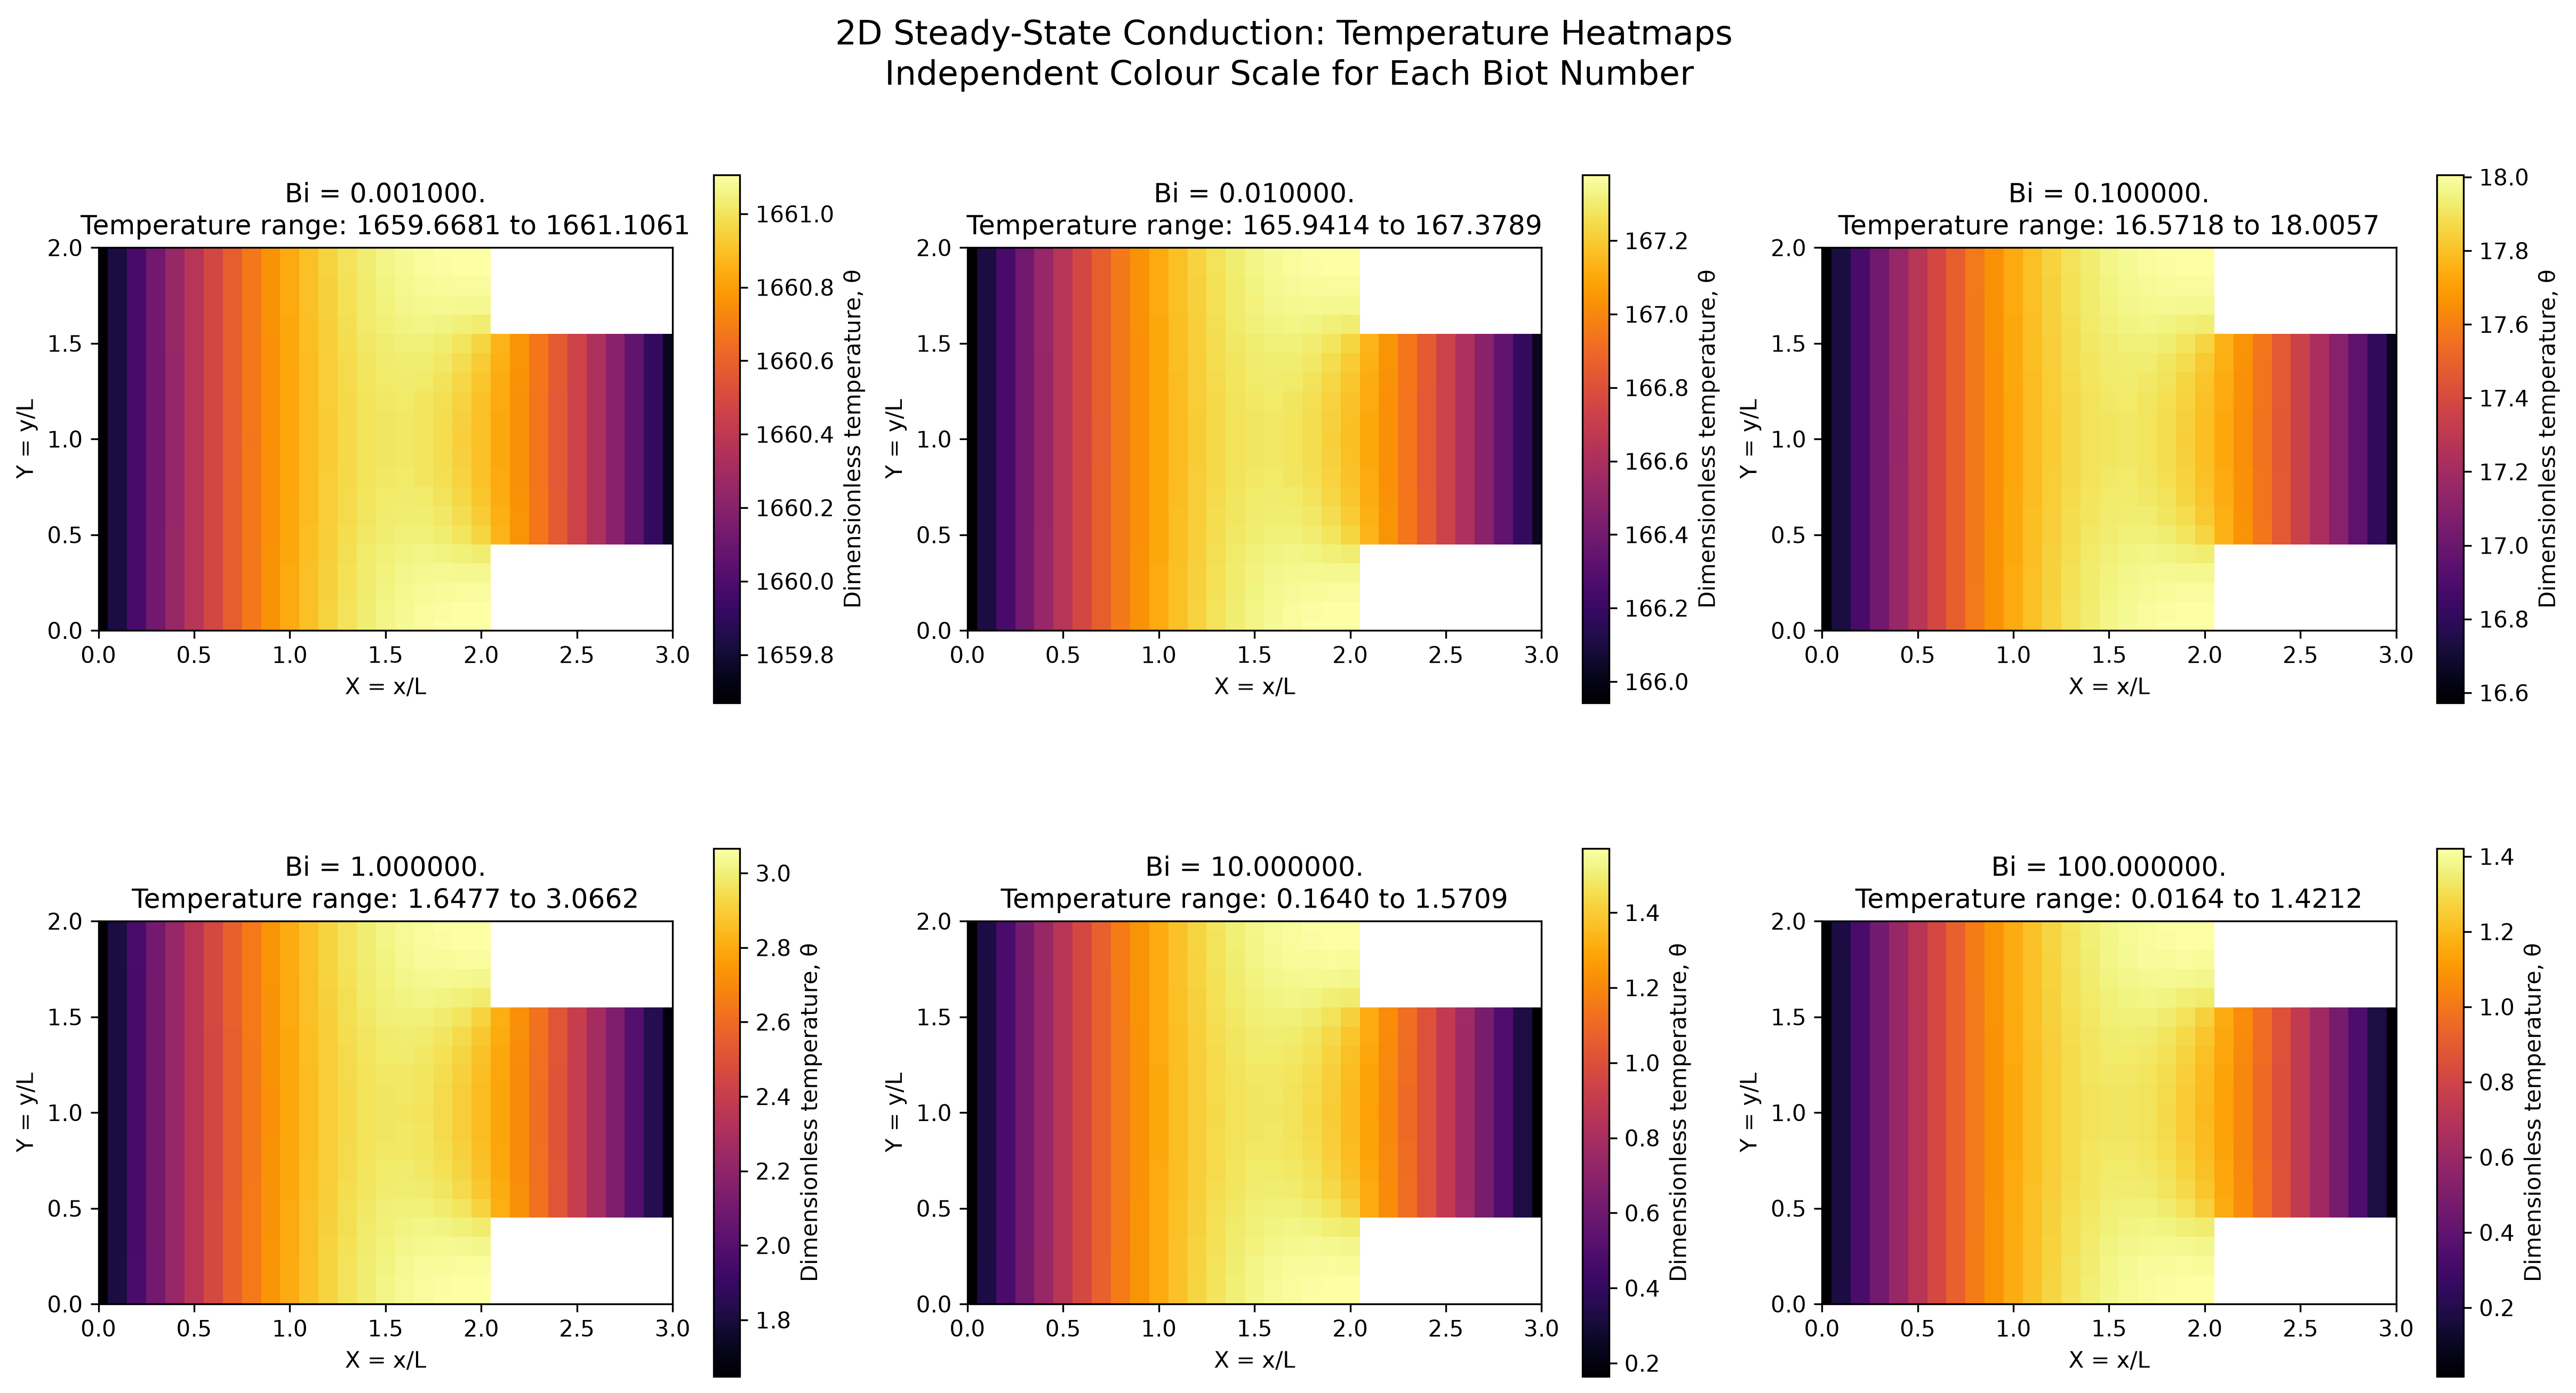 2D Steady-State Conduction: Temperature Heatmaps
Independent Colour Scale for Each Biot Number
Bi = 0.001000.
Temperature range: 1659.6681 to 1661.1061
2.0
1.5
1.0
0.5
0.0
Y = y/L
0.0 0.5 1.0 1.5 2.0 2.5 3.0
X = x/L
1661.0
1660.8
1660.6
1660.4
1660.2
1660.0
1659.8
Dimensionless temperature, θ
Bi = 0.010000.
Temperature range: 165.9414 to 167.3789
2.0
1.5
1.0
0.5
0.0
Y = y/L
0.0 0.5 1.0 1.5 2.0 2.5 3.0
X = x/L
167.2
167.0
166.8
166.6
166.4
166.2
166.0
Dimensionless temperature, θ
Bi = 0.100000.
Temperature range: 16.5718 to 18.0057
2.0
1.5
1.0
0.5
0.0
Y = y/L
0.0 0.5 1.0 1.5 2.0 2.5 3.0
X = x/L
18.0
17.8
17.6
17.4
17.2
17.0
16.8
16.6
Dimensionless temperature, θ
Bi = 1.000000.
Temperature range: 1.6477 to 3.0662
2.0
1.5
1.0
0.5
0.0
Y = y/L
0.0 0.5 1.0 1.5 2.0 2.5 3.0
X = x/L
3.0
2.8
2.6
2.4
2.2
2.0
1.8
Dimensionless temperature, θ
Bi = 10.000000.
Temperature range: 0.1640 to 1.5709
2.0
1.5
1.0
0.5
0.0
Y = y/L
0.0 0.5 1.0 1.5 2.0 2.5 3.0
X = x/L
1.4
1.2
1.0
0.8
0.6
0.4
0.2
Dimensionless temperature, θ
Bi = 100.000000.
Temperature range: 0.0164 to 1.4212
2.0
1.5
1.0
0.5
0.0
Y = y/L
0.0 0.5 1.0 1.5 2.0 2.5 3.0
X = x/L
1.4
1.2
1.0
0.8
0.6
0.4
0.2
Dimensionless temperature, θ